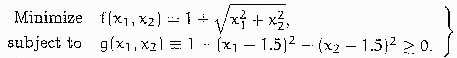 Minimize f(x₁, x₂) = 1 + √(x₁² + x₂²),
subject to g(x₁, x₂) ≡ 1 − (x₁ − 1.5)² − (x₂ − 1.5)² ≥ 0. }